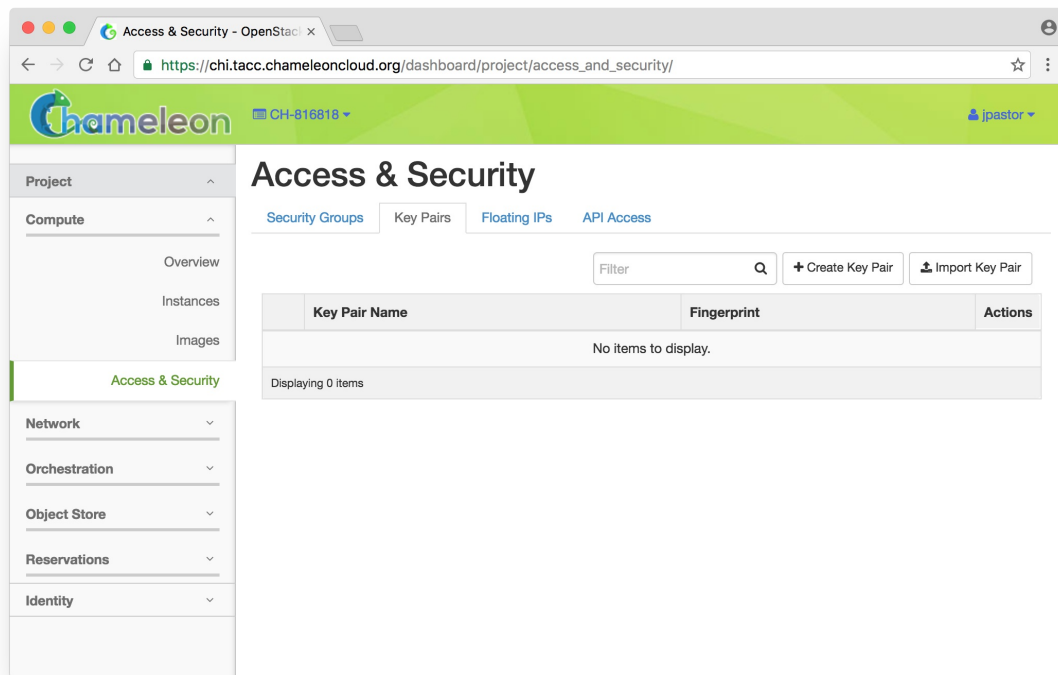 Access & Security - OpenStac
https://chi.tacc.chameleoncloud.org/dashboard/project/access_and_security/
Chameleon
CH-816818
jpastor
Project
Compute
Overview
Instances
Images
Access & Security
Network
Orchestration
Object Store
Reservations
Identity
Access & Security
Security Groups Key Pairs Floating IPs API Access
Filter Create Key Pair Import Key Pair
Key Pair Name Fingerprint Actions
No items to display.
Displaying 0 items